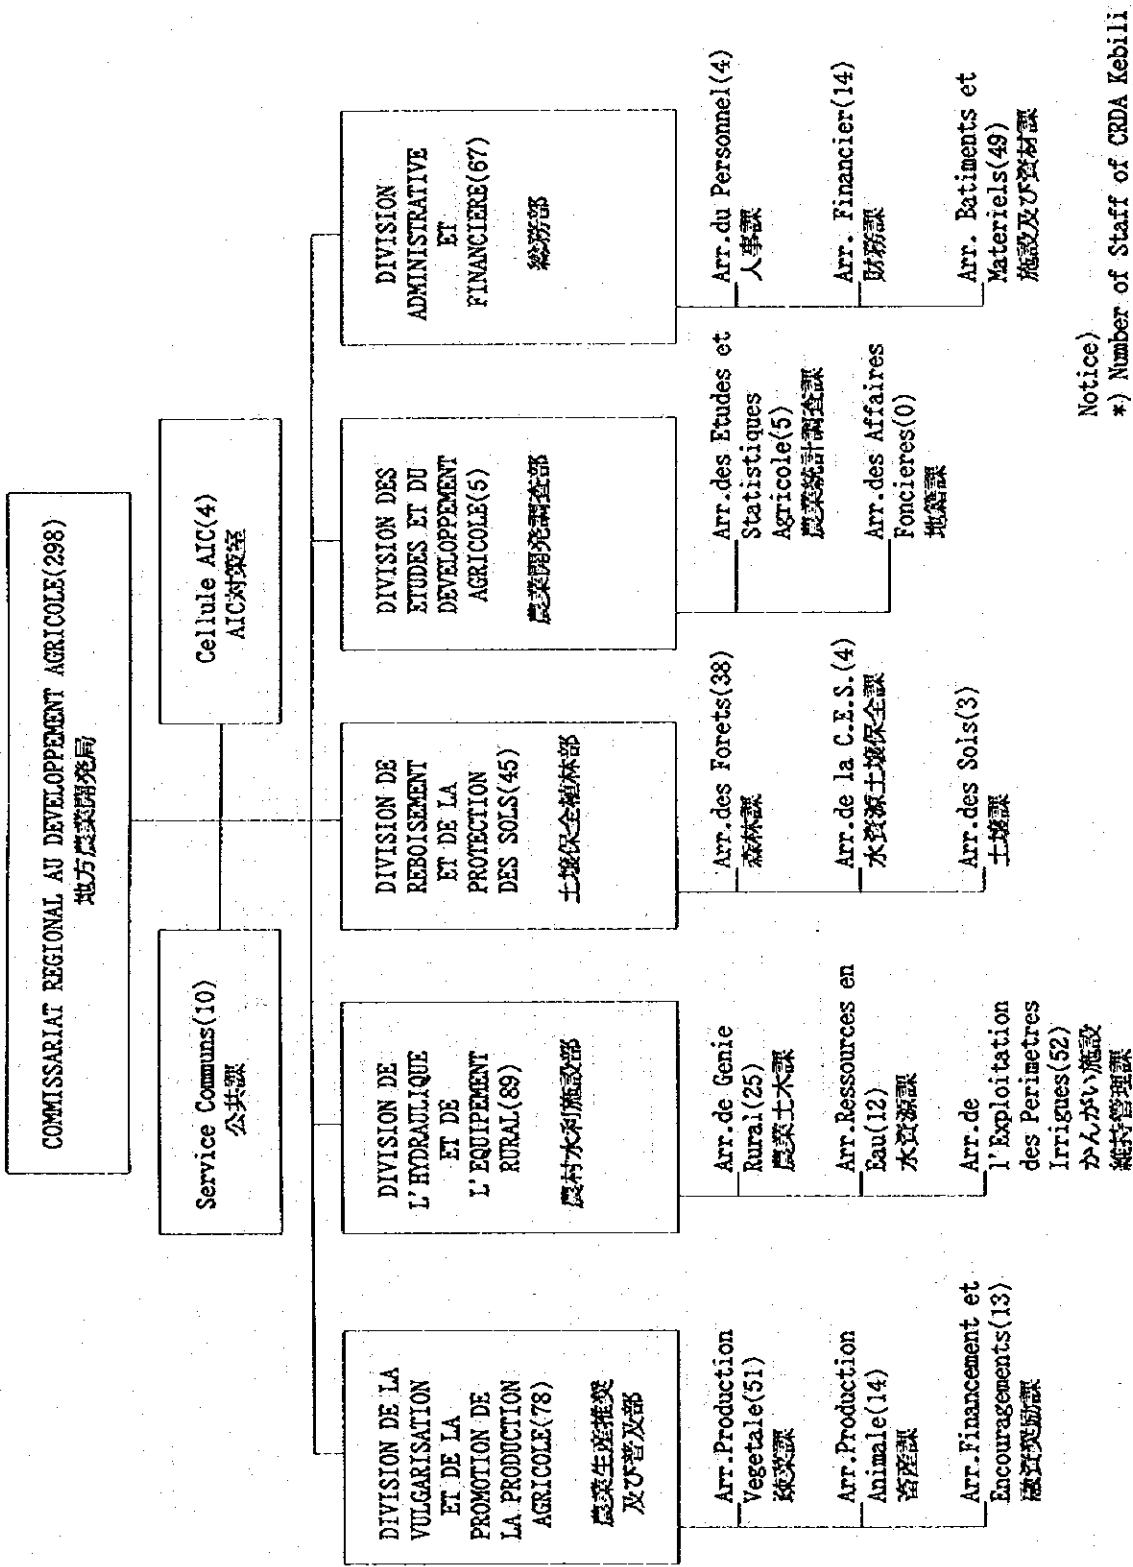 COMMISSARIAT REGIONAL AU DEVELOPPEMENT AGRICOLE(298)
地方農業開発局
Service Communs(10)
公共課
Cellule AIC(4)
AIC対策室
DIVISION DE LA
VULGARISATION
ET DE LA
PROMOTION DE
LA PRODUCTION
AGRICOLE(78)
農業生産推奨
及び普及部
Arr.Production
Vegetale(51)
疎菜課
Arr.Production
Animale(14)
畜産課
Arr.Financement et
Encouragements(13)
融資奨励課
DIVISION DE
L'HYDRAULIQUE
ET DE
L'EQUIPEMENT
RURAL(89)
農村水利施設部
Arr.de Genie
Rural(25)
農業土木課
Arr.Ressources en
Eau(12)
水資源課
Arr.de
l'Exploitation
des Perimetres
Irrigues(52)
かんがい施設
維持管理課
DIVISION DE
REBOISEMENT
ET DE LA
PROTECTION
DES SOLS(45)
土壌保全植林部
Arr.des Forets(38)
森林課
Arr.de la C.E.S.(4)
水資源土壌保全課
Arr.des Sols(3)
土壌課
DIVISION DES
ETUDES ET DU
DEVELOPPEMENT
AGRICOLE(5)
農業開発調査部
Arr.des Etudes et
Statistiques
Agricole(5)
農業統計調査課
Arr.des Affaires
Foncieres(0)
地籍課
DIVISION
ADMINISTRATIVE
ET
FINANCIERE(67)
総務部
Arr.du Personnel(4)
人事課
Arr. Financier(14)
財務課
Arr. Batiments et
Materiels(49)
施設及び資材課
Notice)
*) Number of Staff of CRDA Kebili